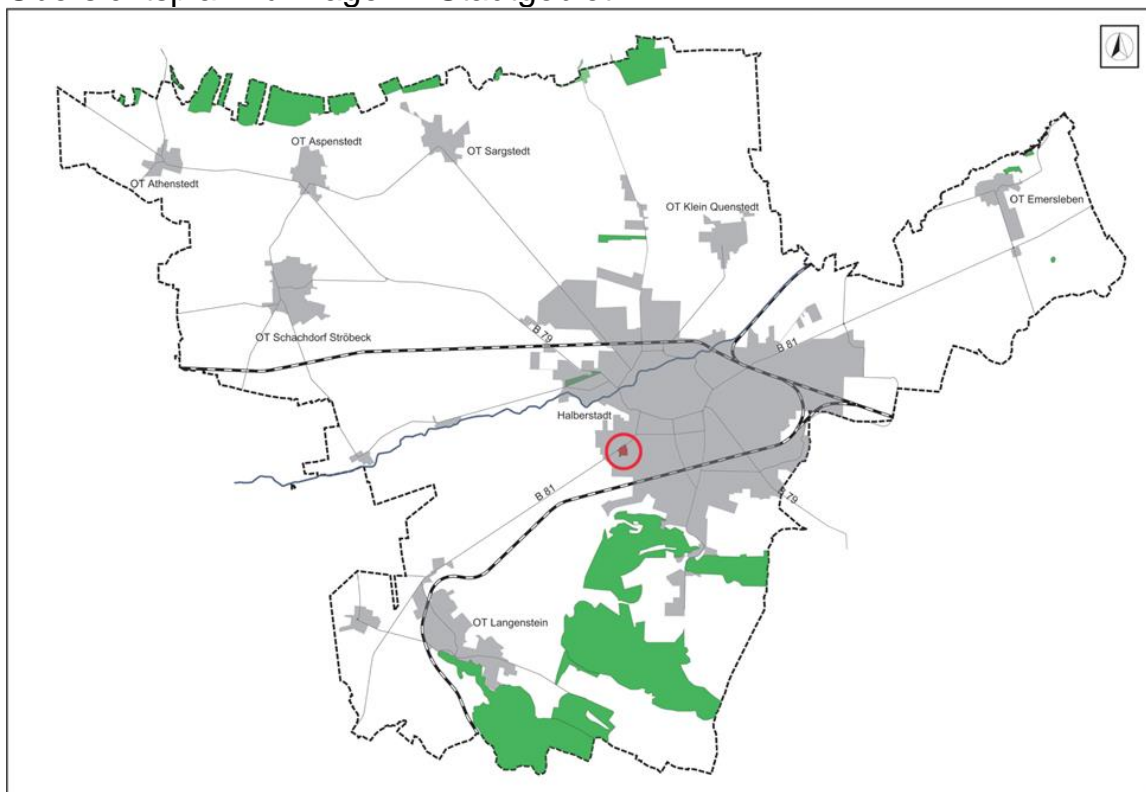 OT Aspenstedt
OT Sargstedt
OT Athenstedt
OT Klein Quenstedt
OT Emersleben
OT Schachdorf Ströbeck
B 79
B 81
Halberstadt
B 81
B 79
OT Langenstein